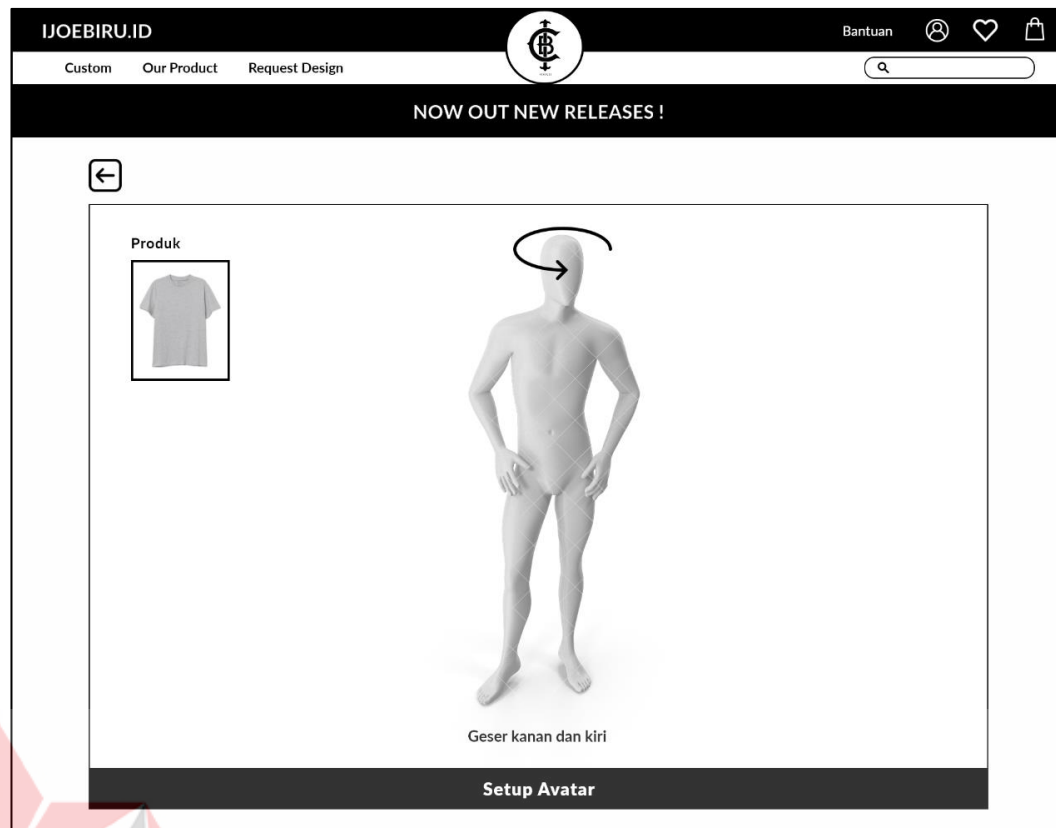 IJOEBIRU.ID
Bantuan
Custom Our Product Request Design
NOW OUT NEW RELEASES !
Produk
Geser kanan dan kiri
Setup Avatar